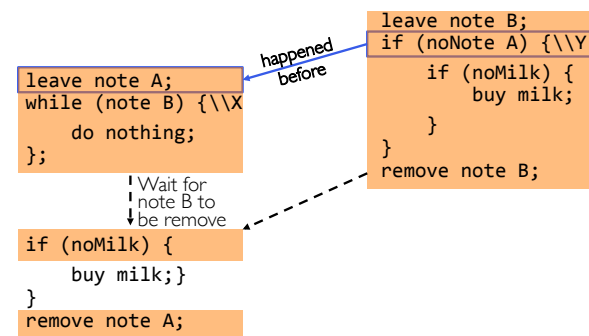 leave note A;
while (note B) {\\X
do nothing;
};
Wait for
note B to
be remove
if (noMilk) {
buy milk;}
}
remove note A;
happened
before
leave note B;
if (noNote A) {\\Y
if (noMilk) {
buy milk;
}
}
remove note B;